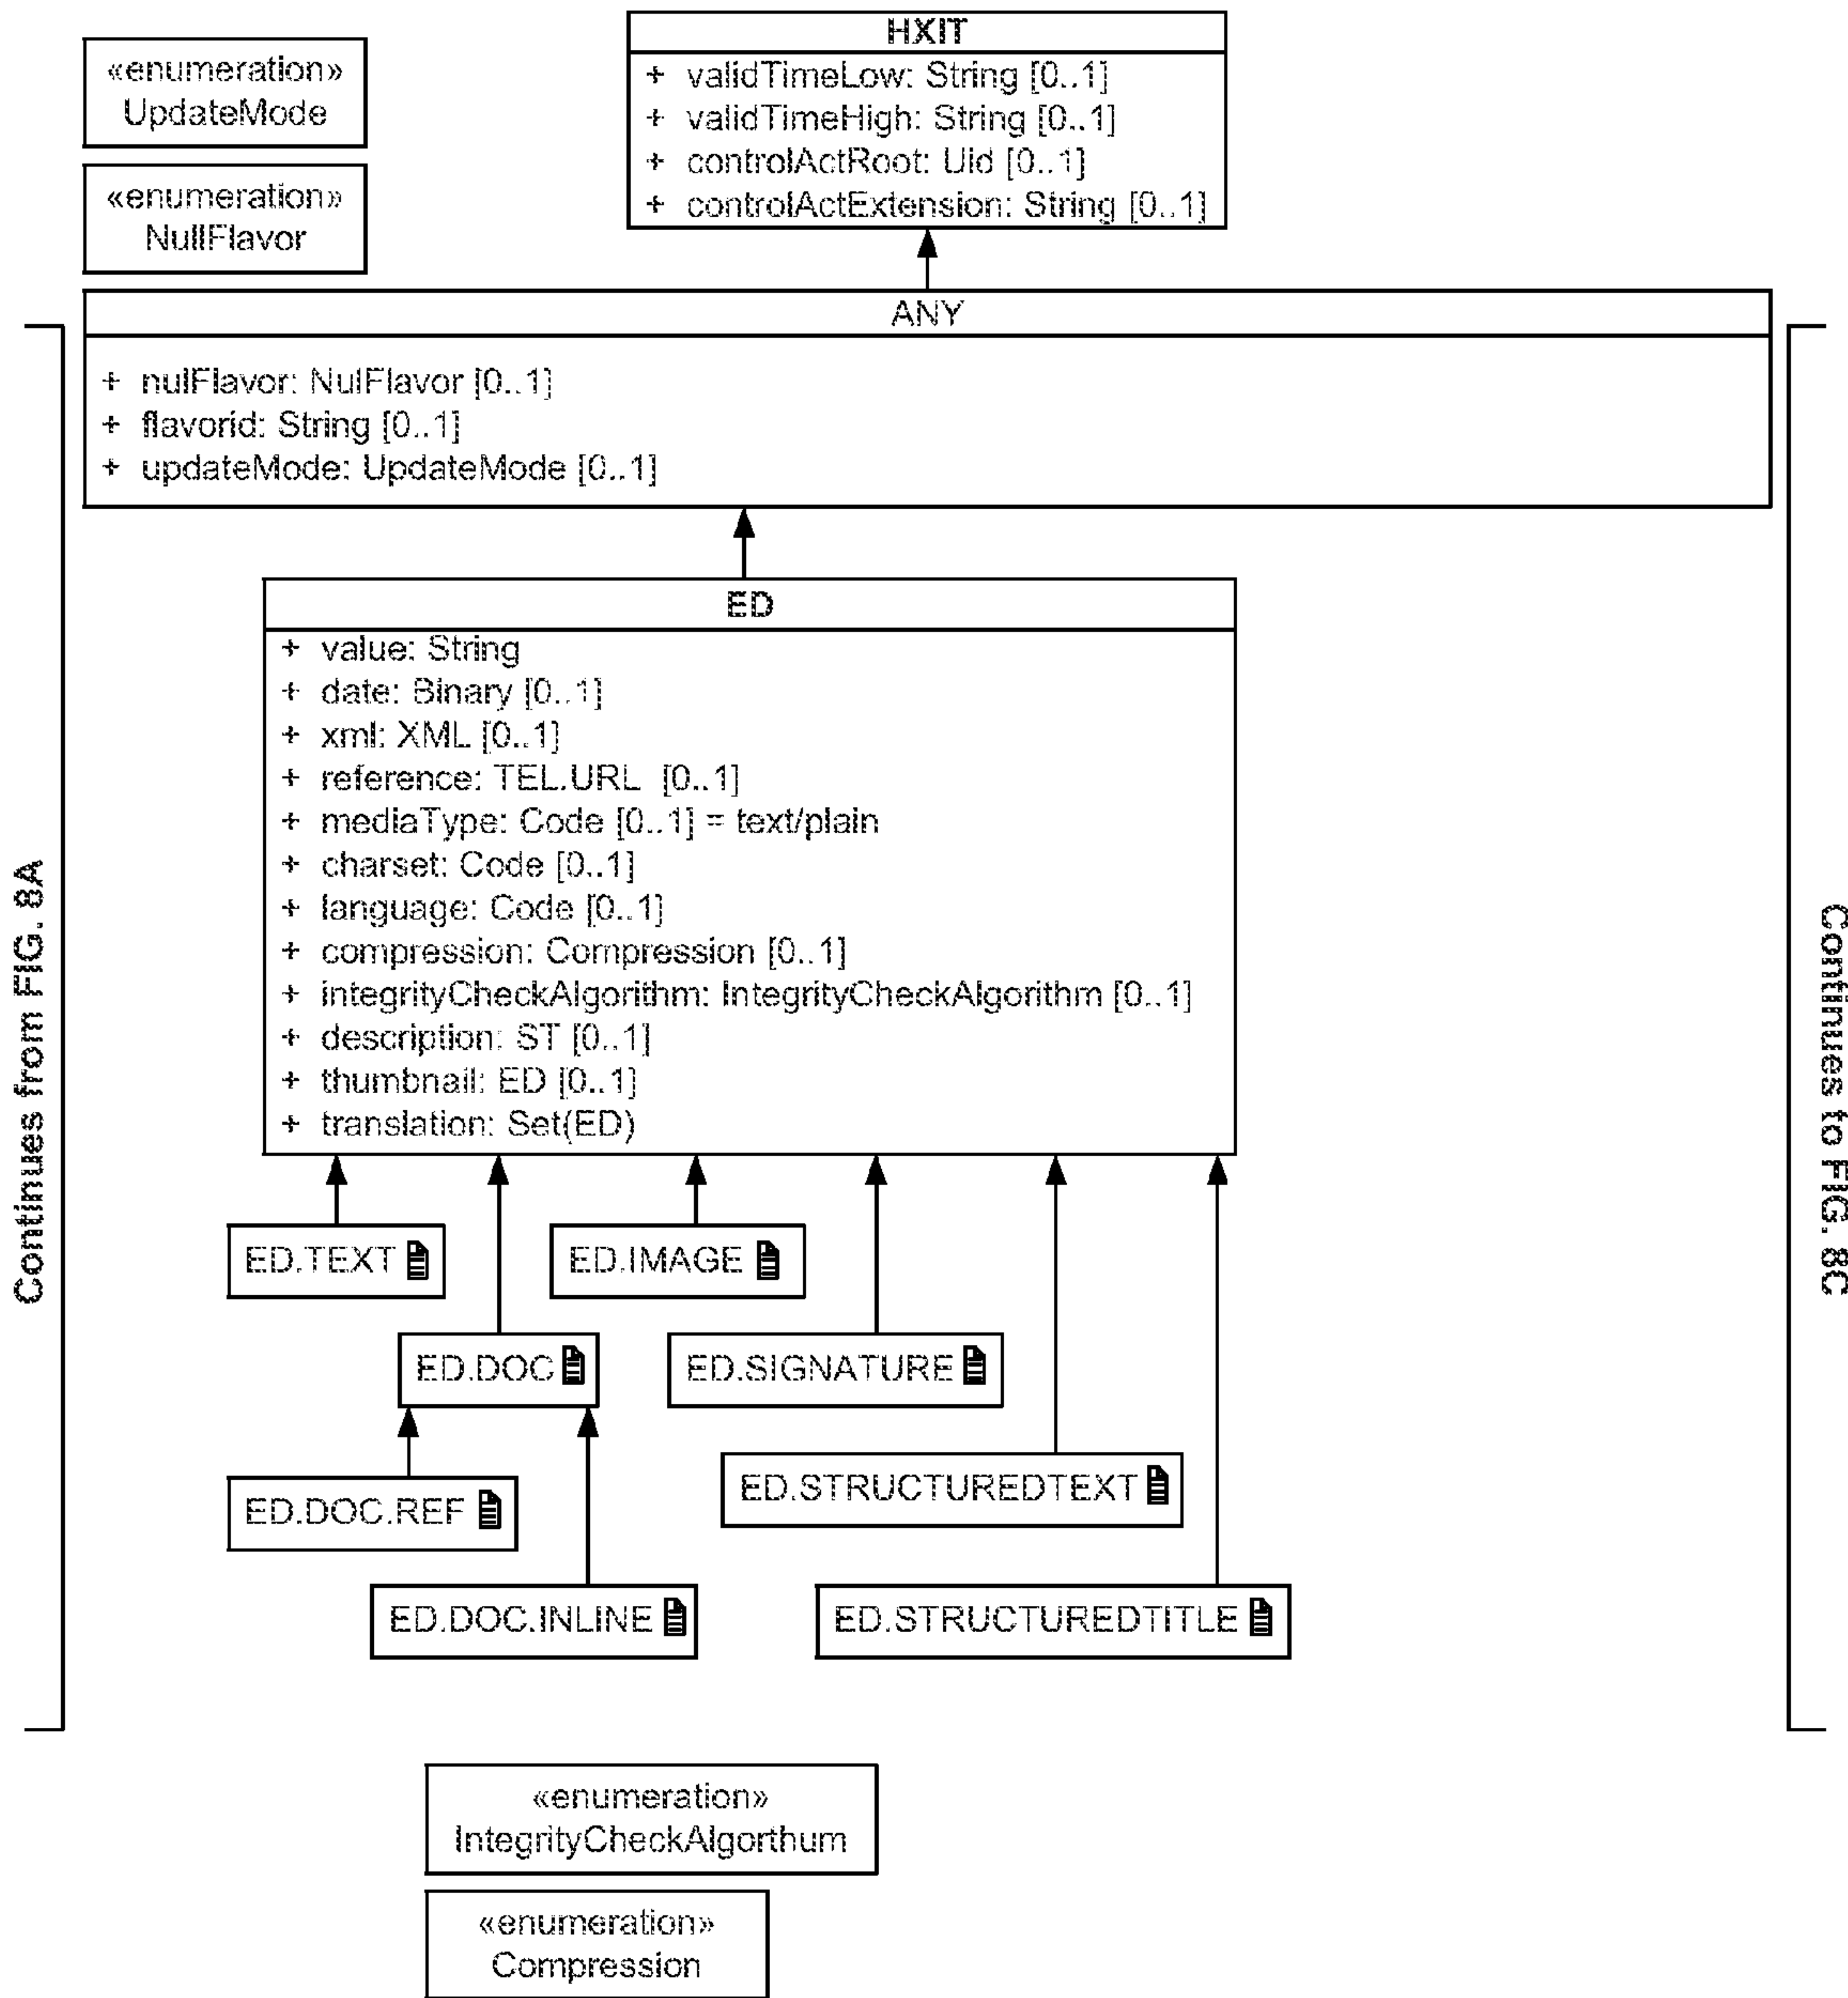 «enumeration»
UpdateMode
«enumeration»
NullFlavor
HXIT
+ validTimeLow: String [0..1]
+ validTimeHigh: String [0..1]
+ controlActRoot: Uid [0..1]
+ controlActExtension: String [0..1]
ANY
+ nulFlavor: NulFlavor [0..1]
+ flavorid: String [0..1]
+ updateMode: UpdateMode [0..1]
Continues from FIG. 8A
ED
+ value: String
+ date: Binary [0..1]
+ xml: XML [0..1]
+ reference: TEL.URL [0..1]
+ mediaType: Code [0..1] = text/plain
+ charset: Code [0..1]
+ language: Code [0..1]
+ compression: Compression [0..1]
+ integrityCheckAlgorithm: IntegrityCheckAlgorithm [0..1]
+ description: ST [0..1]
+ thumbnail: ED [0..1]
+ translation: Set(ED)
Continues to FIG. 8C
ED.TEXT
ED.IMAGE
ED.DOC
ED.SIGNATURE
ED.DOC.REF
ED.STRUCTUREDTEXT
ED.DOC.INLINE
ED.STRUCTUREDTITLE
«enumeration»
IntegrityCheckAlgorthum
«enumeration»
Compression